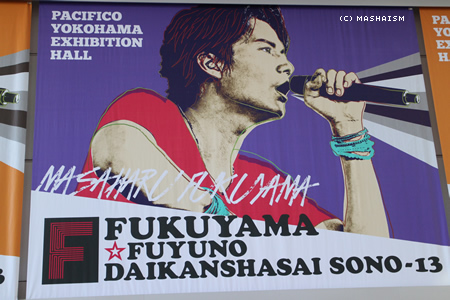 PACIFICO
YOKOHAMA
EXHIBITION
HALL
(C) MASHAISM
MASAHARU FUKUYAMA
F
FUKUYAMA
☆FUYUNO
DAIKANSHASAI SONO-13